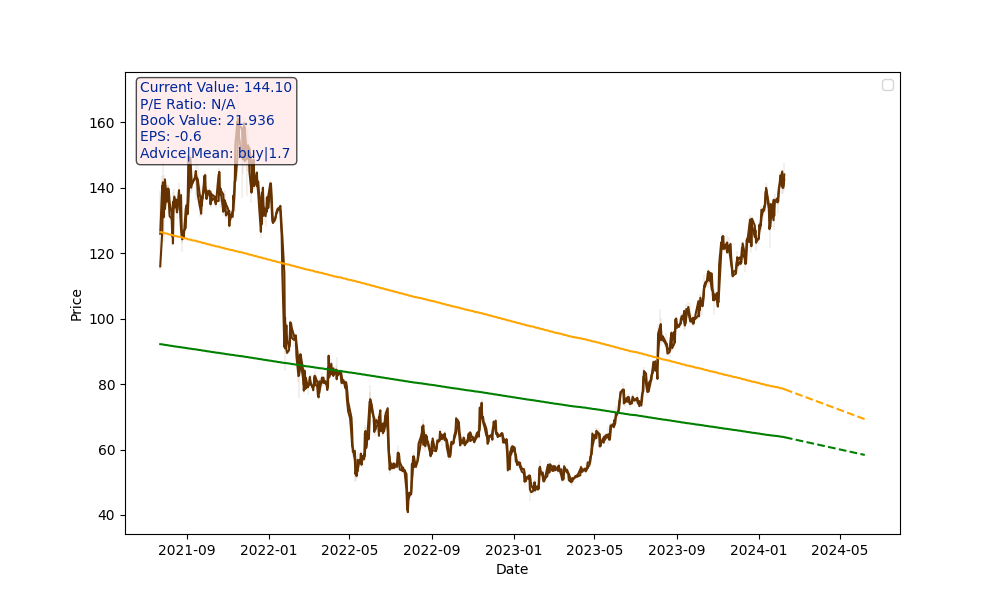 Current Value: 144.10
P/E Ratio: N/A
Book Value: 21.936
EPS: -0.6
Advice|Mean: buy|1.7
160
140
120
100
80
60
40
Price
2021-09 2022-01 2022-05 2022-09 2023-01 2023-05 2023-09 2024-01 2024-05
Date